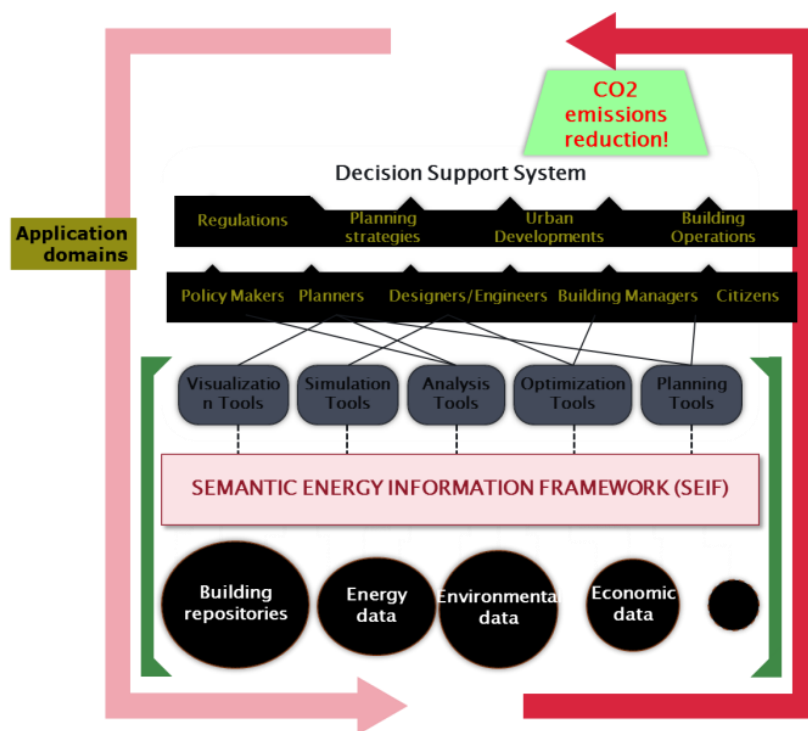 CO2
emissions
reduction!
Decision Support System
Regulations
Planning
strategies
Urban
Developments
Building
Operations
Application
domains
Policy Makers
Planners
Designers/Engineers
Building Managers
Citizens
Visualizatio
n Tools
Simulation
Tools
Analysis
Tools
Optimization
Tools
Planning
Tools
SEMANTIC ENERGY INFORMATION FRAMEWORK (SEIF)
Building
repositories
Energy
data
Environmental
data
Economic
data